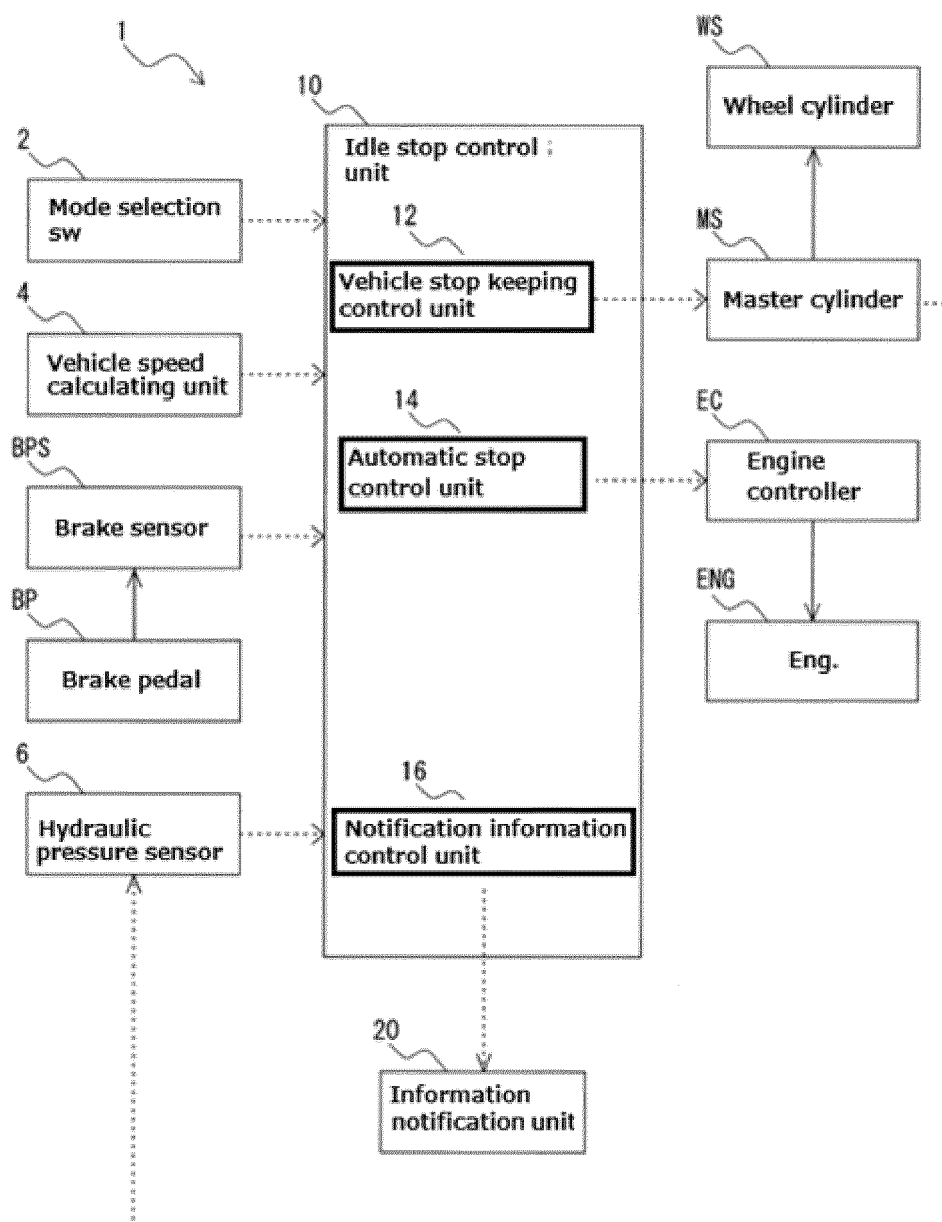 1
WS
Wheel cylinder
10
Idle stop control :
unit
2
Mode selection
sw
12
Vehicle stop keeping
control unit
MS
Master cylinder
4
Vehicle speed
calculating unit
14
Automatic stop
control unit
EC
Engine
controller
BPS
Brake sensor
BP
Brake pedal
ENG
Eng.
6
Hydraulic
pressure sensor
16
Notification information
control unit
20
Information
notification unit